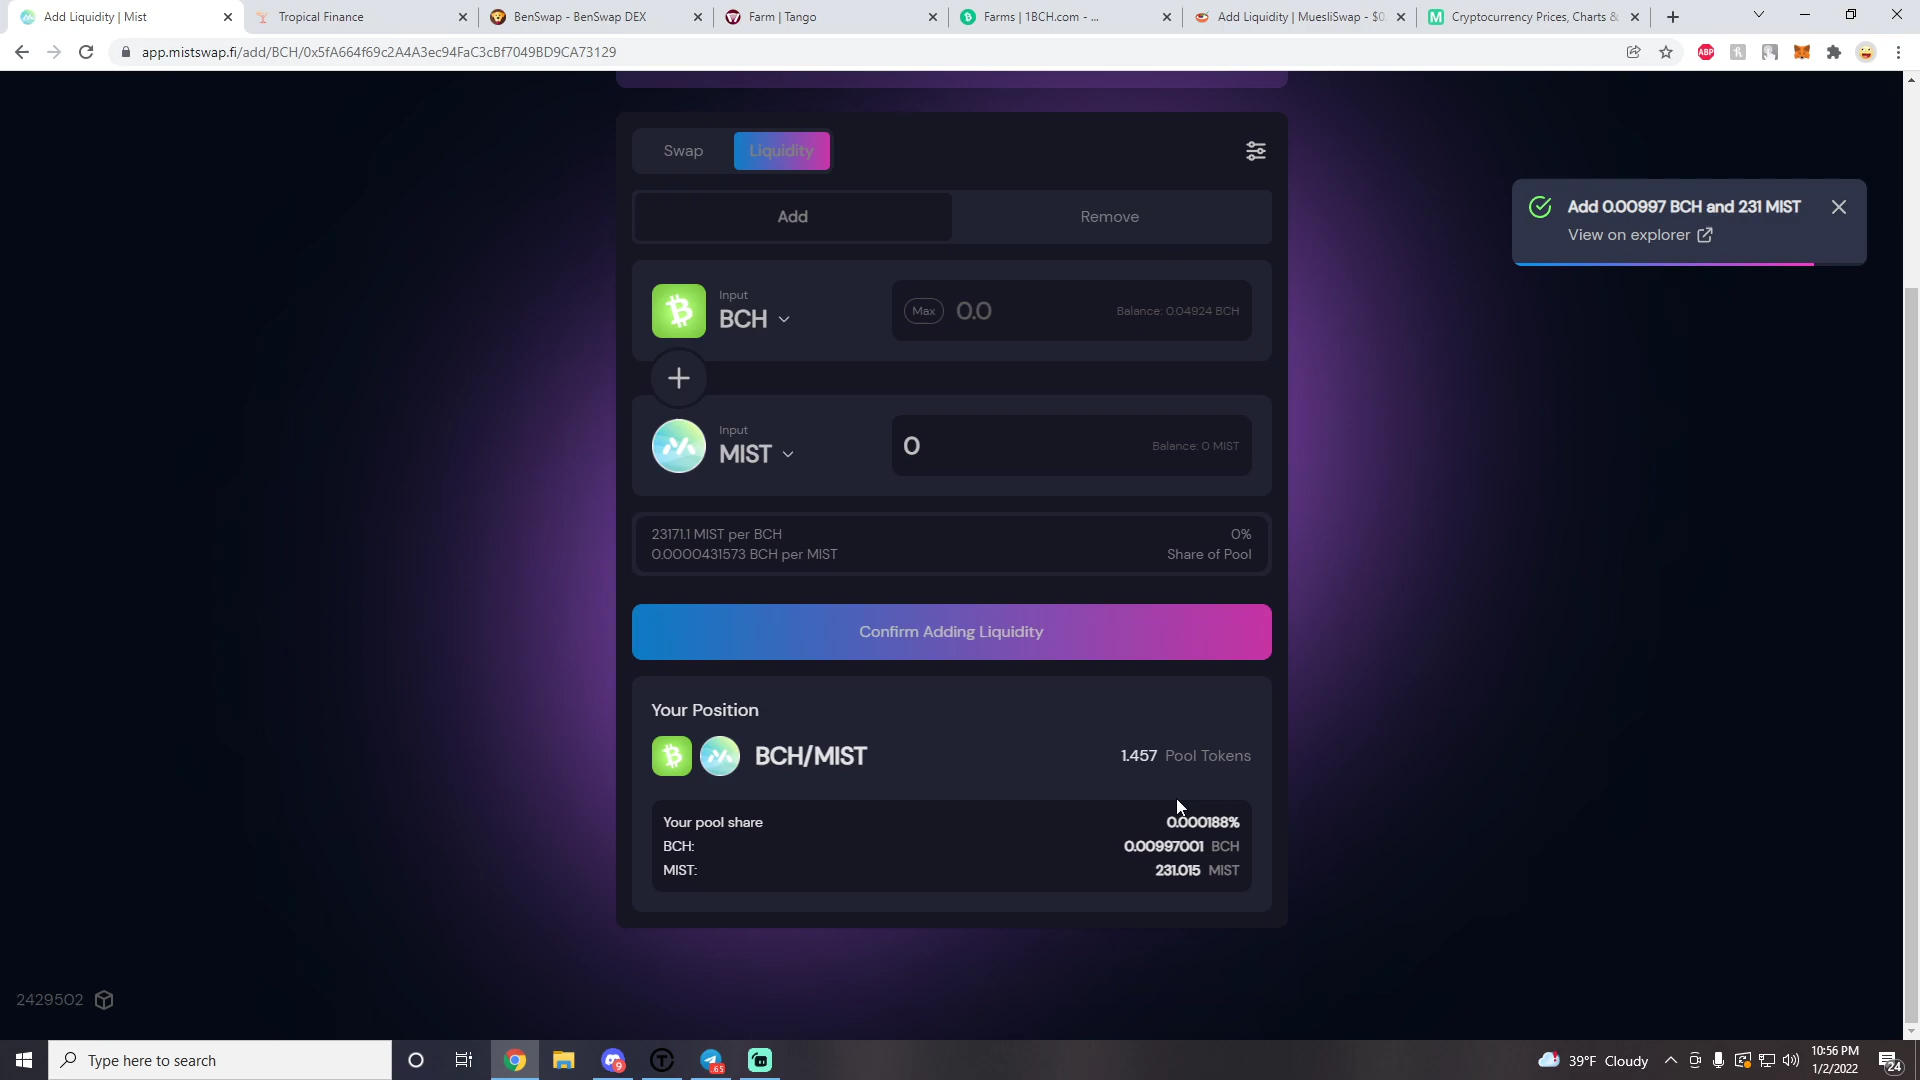 Add Liquidity | Mist
Tropical Finance
BenSwap - BenSwap DEX
Farm | Tango
Farms | 1BCH.com - ...
Add Liquidity | MuesliSwap - $0.
Cryptocurrency Prices, Charts &
app.mistswap.fi/add/BCH/0x5fA664f69c2A4A3ec94FaC3cBf7049BD9CA73129
ABP
Swap
Liquidity
Add
Remove
Add 0.00997 BCH and 231 MIST
View on explorer
Input
BCH
Max
0.0
Balance: 0.04924 BCH
Input
MIST
0
Balance: 0 MIST
23171.1 MIST per BCH
0%
0.0000431573 BCH per MIST
Share of Pool
Confirm Adding Liquidity
Your Position
BCH/MIST
1.457 Pool Tokens
Your pool share
0.000188%
BCH:
0.00997001 BCH
MIST:
231.015 MIST
2429502
Type here to search
9
.65
39°F Cloudy
10:56 PM
1/2/2022
24